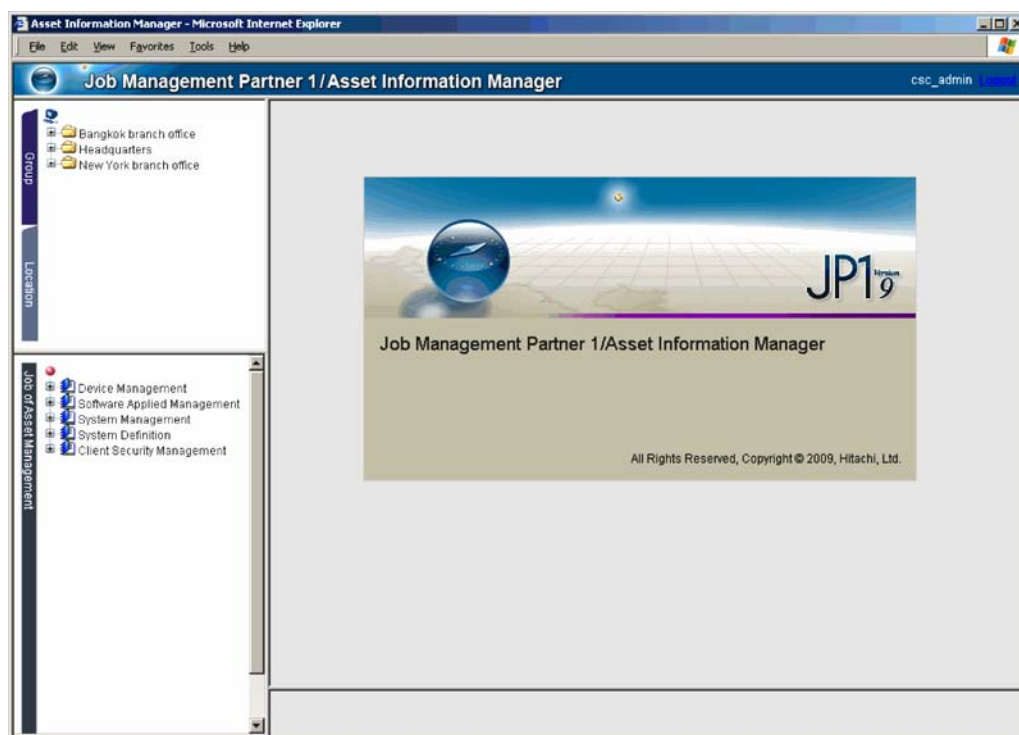 Asset Information Manager - Microsoft Internet Explorer
File Edit View Favorites Tools Help
Job Management Partner 1/Asset Information Manager
csc_admin Logout
Group
Location
Bangkok branch office
Headquarters
New York branch office
Job of Asset Management
Device Management
Software Applied Management
System Management
System Definition
Client Security Management
JP1 Version 9
Job Management Partner 1/Asset Information Manager
All Rights Reserved, Copyright © 2009, Hitachi, Ltd.